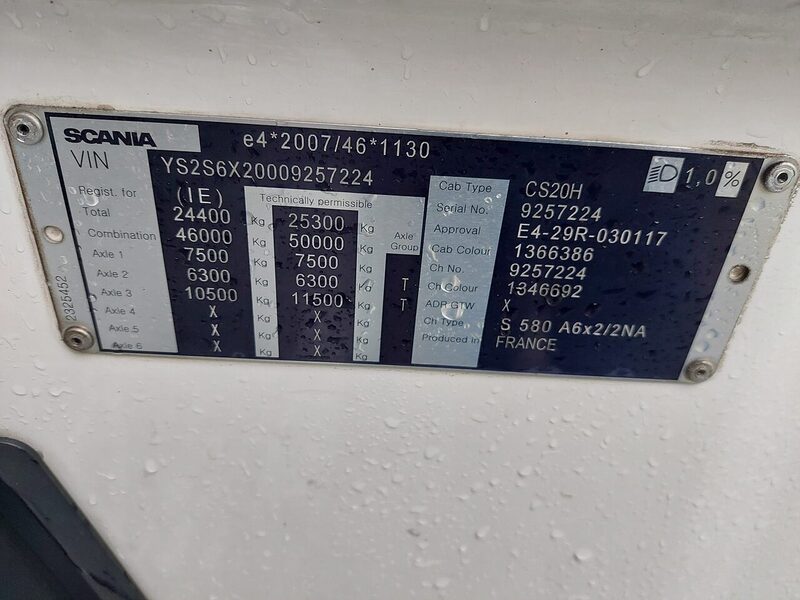 SCANIA e4*2007/46*1130
VIN YS2S6X20009257224
1,0%
Regist. for (IE) Technically permissible
Total 24400 Kg 25300 Kg
Combination 46000 Kg 50000 Kg Axle Group
Axle 1 7500 Kg 7500 Kg
Axle 2 6300 Kg 6300 Kg T
Axle 3 10500 Kg 11500 Kg T
Axle 4 X Kg X Kg
Axle 5 X Kg X Kg
Axle 6 X Kg X Kg
Cab Type CS20H
Serial No. 9257224
Approval E4-29R-030117
Cab Colour 1366386
Ch No. 9257224
Ch Colour 1346692
ADR GTW X
Ch Type S 580 A6x2/2NA
Produced in FRANCE
2325452